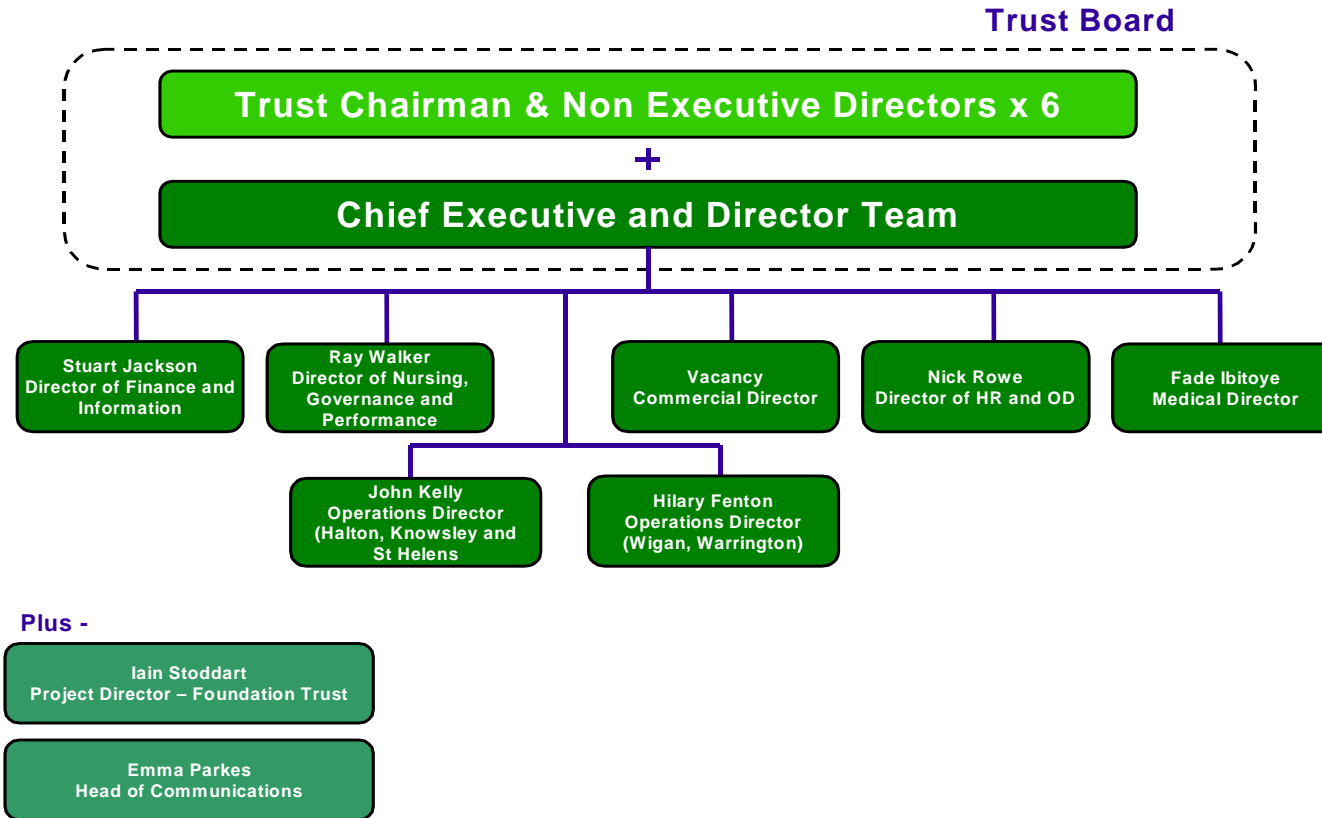 Trust Board
Trust Chairman & Non Executive Directors x 6
+
Chief Executive and Director Team
Stuart Jackson
Director of Finance and
Information
Ray Walker
Director of Nursing,
Governance and
Performance
Vacancy
Commercial Director
Nick Rowe
Director of HR and OD
Fade Ibitoye
Medical Director
John Kelly
Operations Director
(Halton, Knowsley and
St Helens
Hilary Fenton
Operations Director
(Wigan, Warrington)
Plus -
Iain Stoddart
Project Director – Foundation Trust
Emma Parkes
Head of Communications